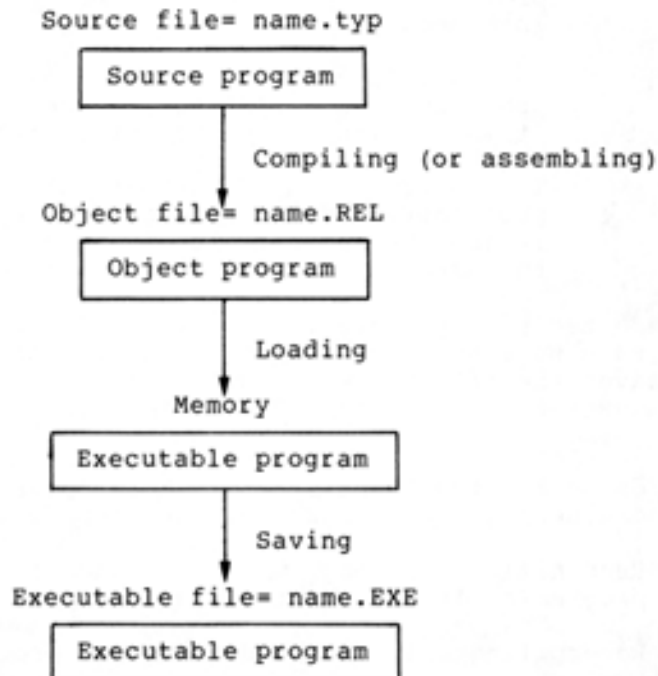 Source file= name.typ
Source program
Compiling (or assembling)
Object file= name.REL
Object program
Loading
Memory
Executable program
Saving
Executable file= name.EXE
Executable program